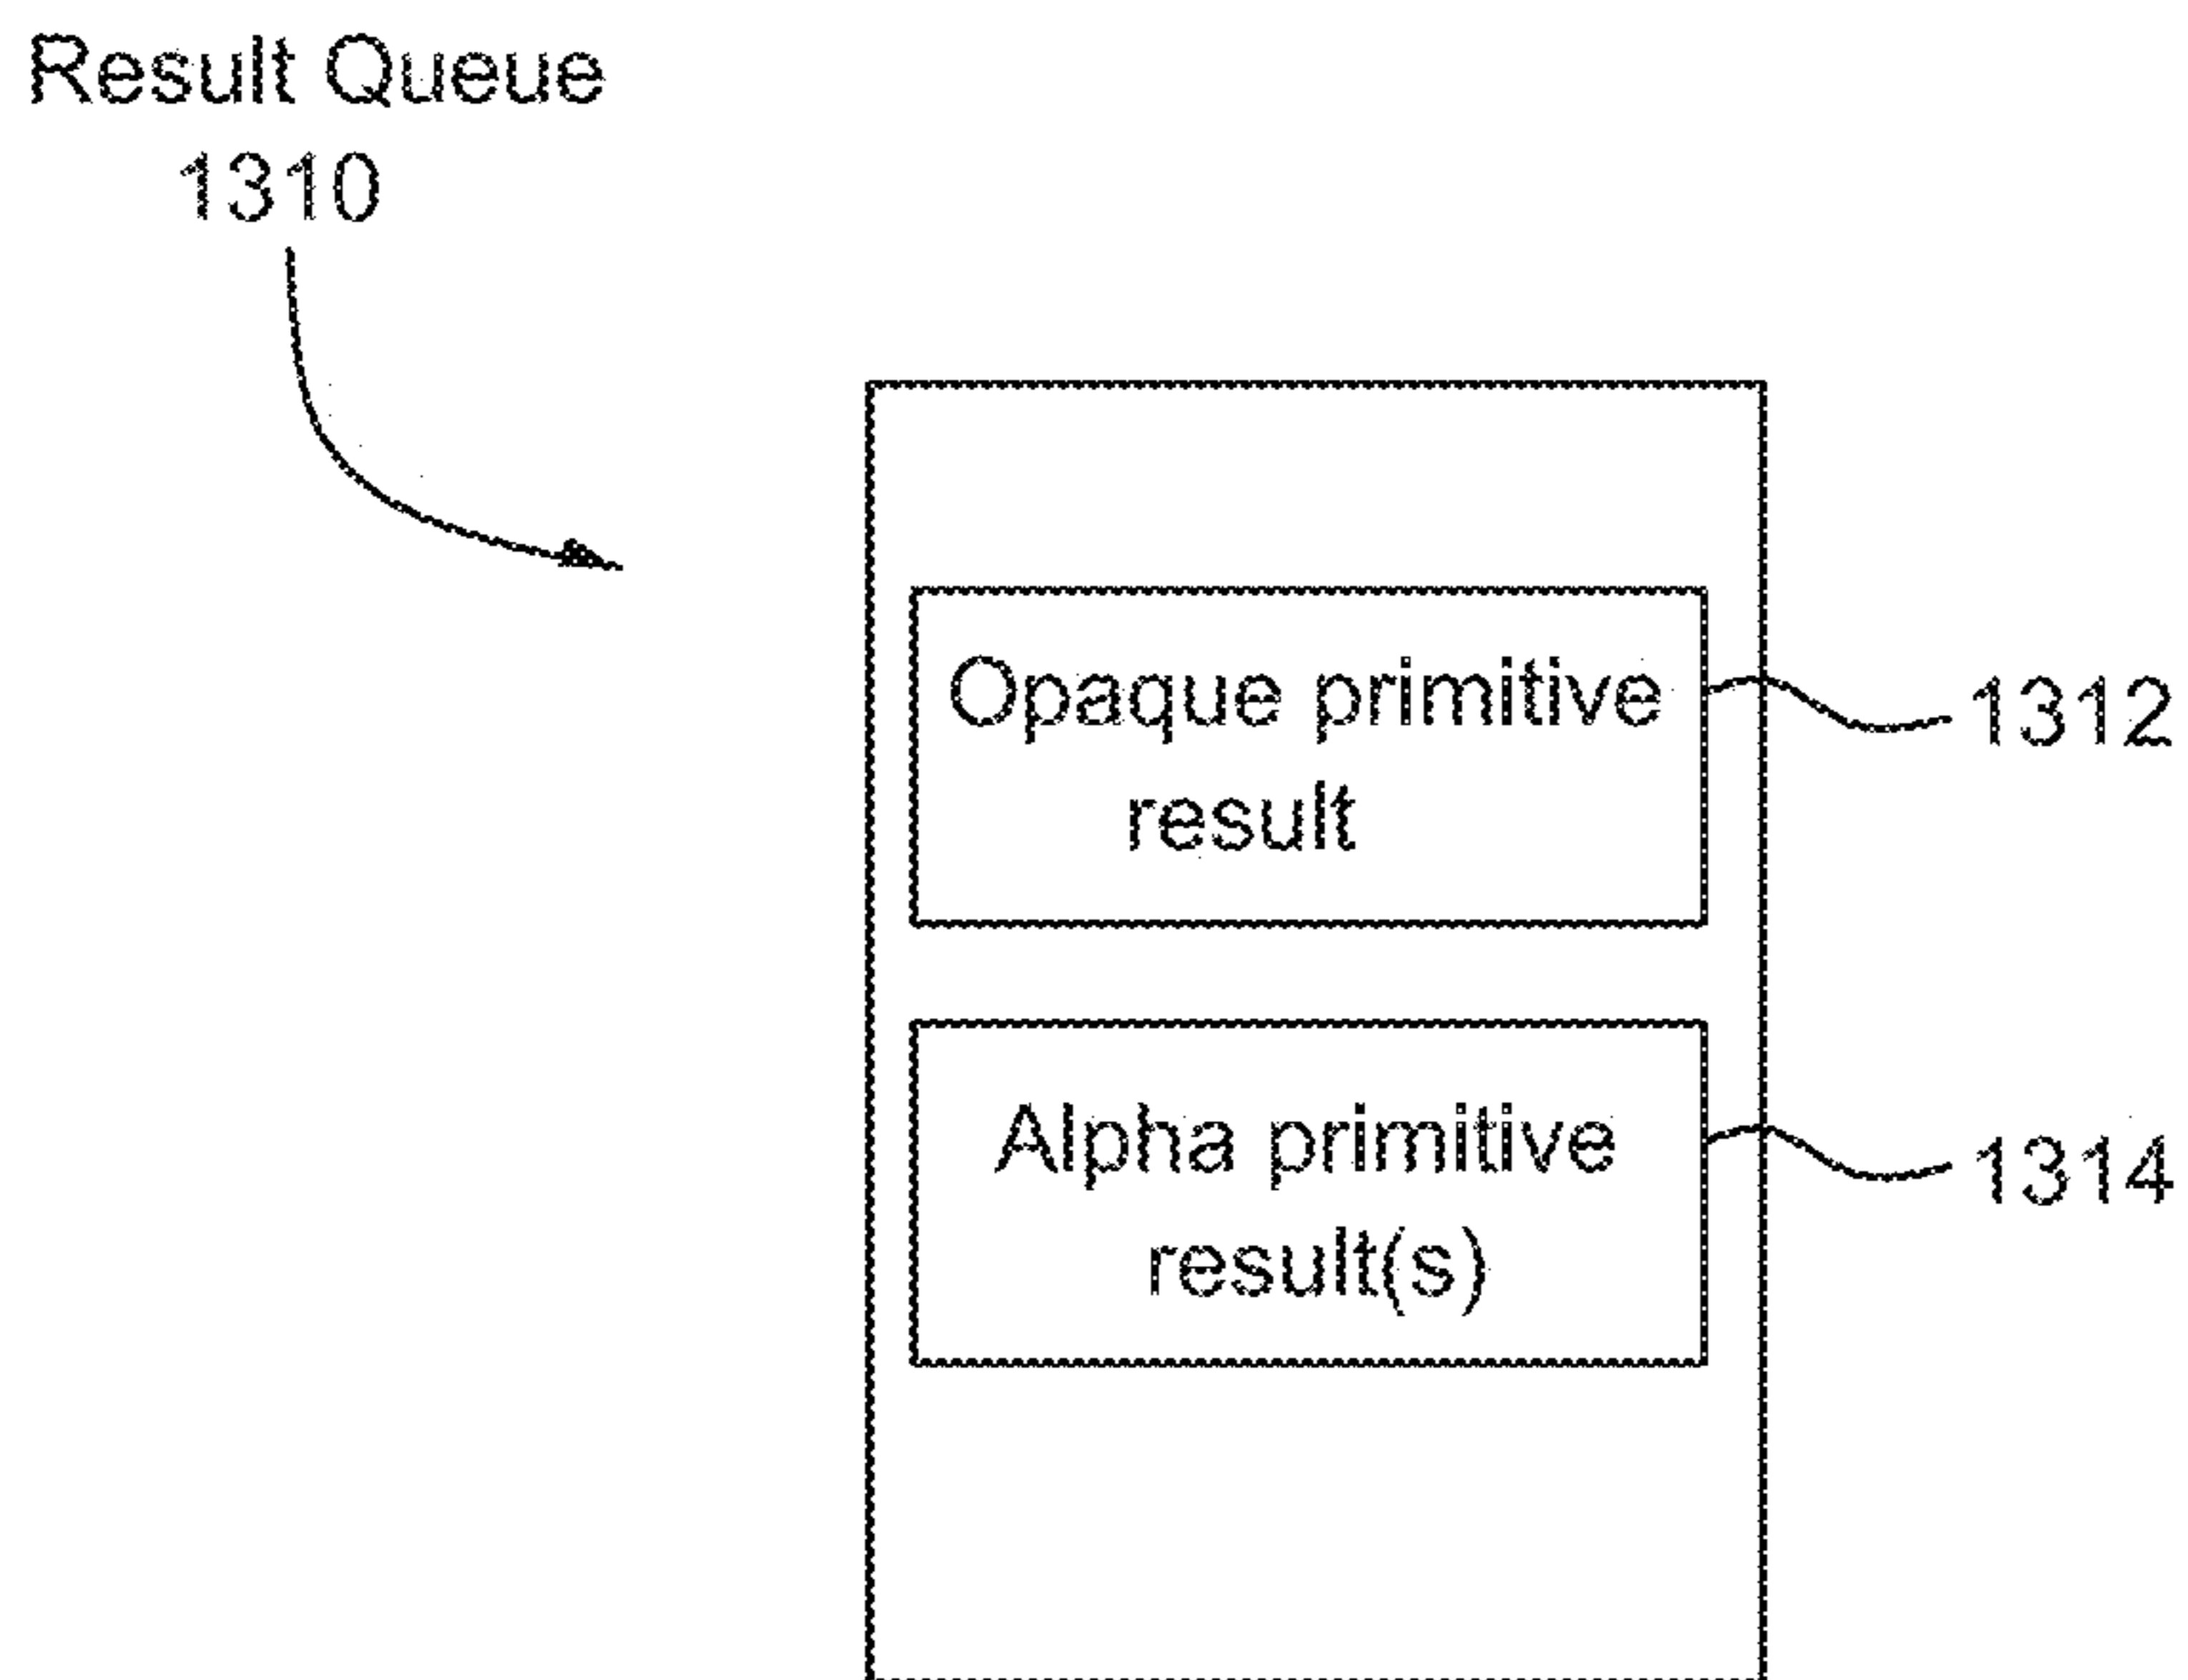 Result Queue
1310
Opaque primitive
result
1312
Alpha primitive
result(s)
1314